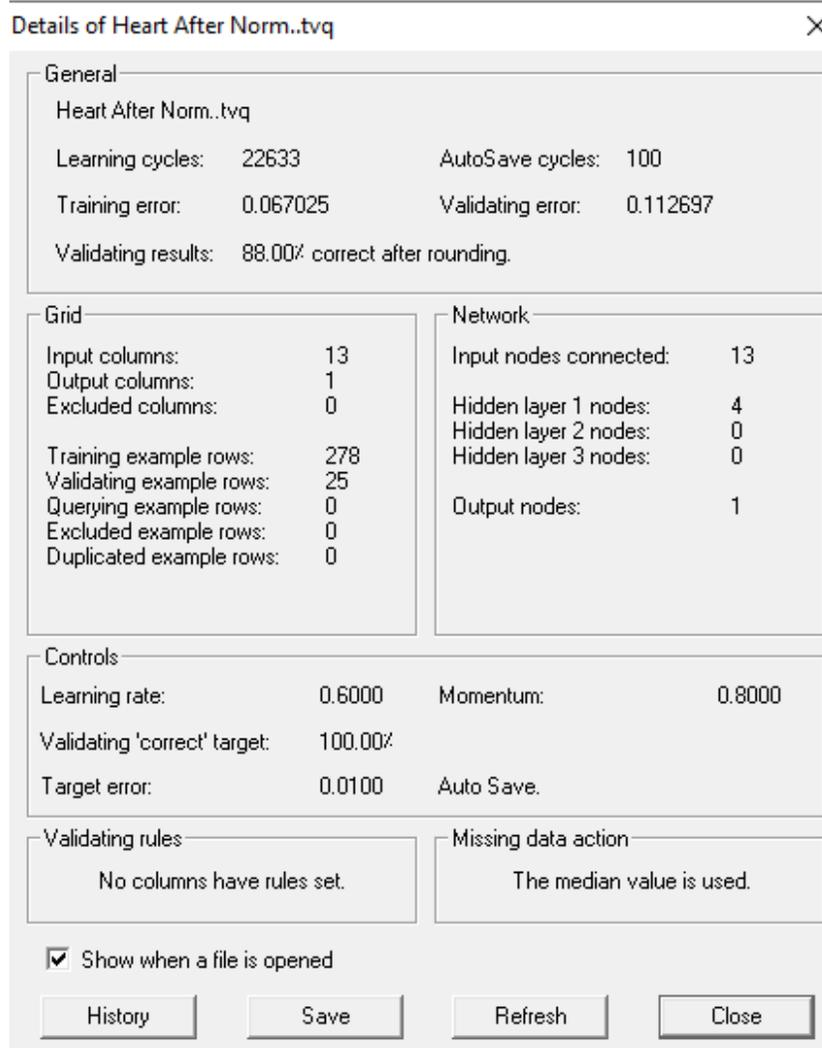 Details of Heart After Norm..tvq
General
Heart After Norm..tvq
Learning cycles: 22633 AutoSave cycles: 100
Training error: 0.067025 Validating error: 0.112697
Validating results: 88.00% correct after rounding.
Grid
Input columns: 13
Output columns: 1
Excluded columns: 0
Training example rows: 278
Validating example rows: 25
Querying example rows: 0
Excluded example rows: 0
Duplicated example rows: 0
Network
Input nodes connected: 13
Hidden layer 1 nodes: 4
Hidden layer 2 nodes: 0
Hidden layer 3 nodes: 0
Output nodes: 1
Controls
Learning rate: 0.6000 Momentum: 0.8000
Validating 'correct' target: 100.00%
Target error: 0.0100 Auto Save.
Validating rules
No columns have rules set.
Missing data action
The median value is used.
Show when a file is opened
History Save Refresh Close